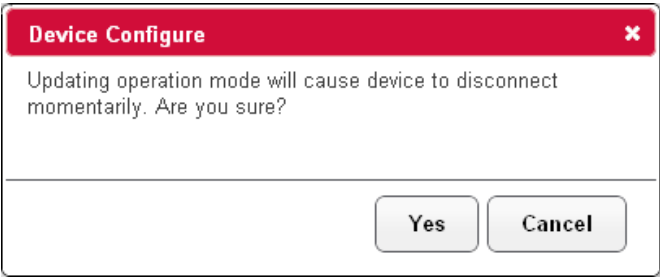 Device Configure
Updating operation mode will cause device to disconnect
momentarily. Are you sure?
Yes
Cancel